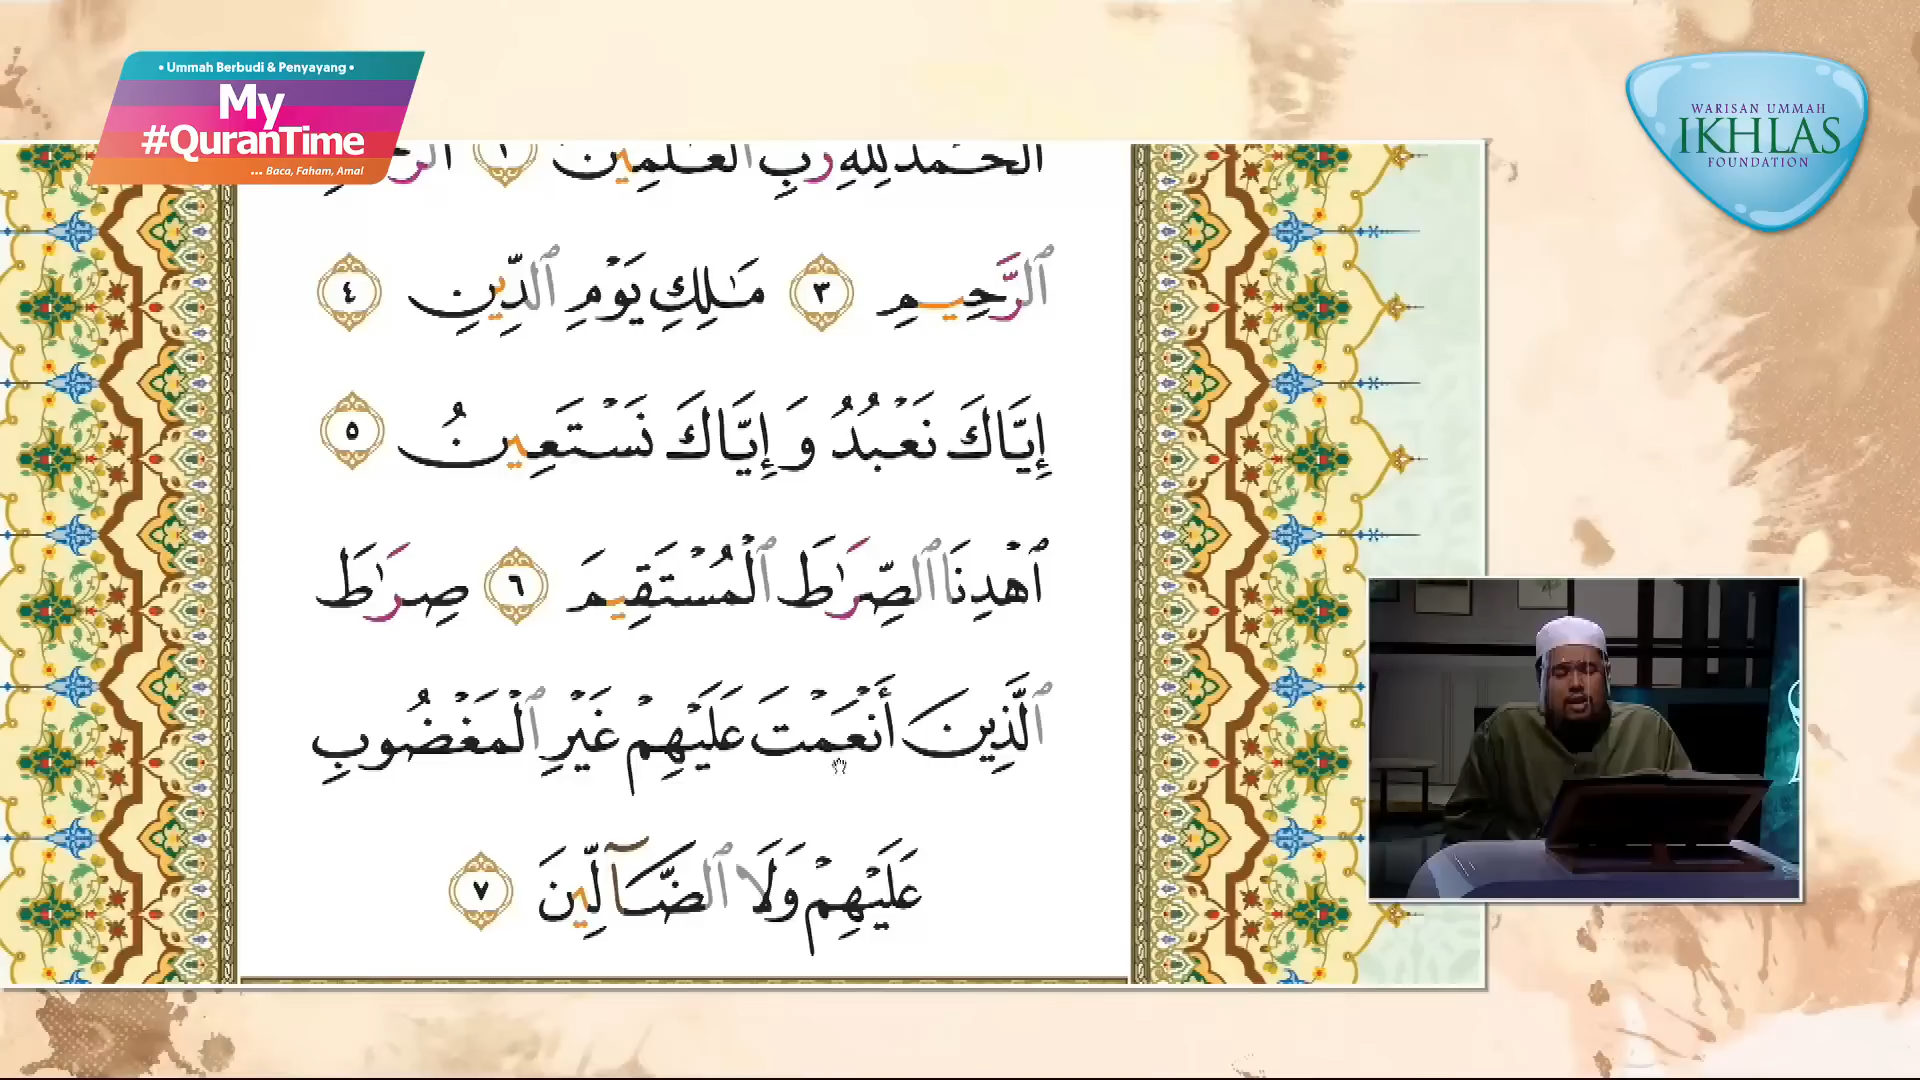 • Ummah Berbudi & Penyayang •
My
#QuranTime
... Baca, Faham, Amal
WARISAN UMMAH
IKHLAS
FOUNDATION
ٱلْحَمْدُ لِلَّهِ رَبِّ ٱلْعَـٰلَمِينَ
ٱلرَّحِيمِ ٣ مَـٰلِكِ يَوْمِ ٱلدِّينِ ٤
إِيَّاكَ نَعْبُدُ وَإِيَّاكَ نَسْتَعِينُ ٥
ٱهْدِنَا ٱلصِّرَٰطَ ٱلْمُسْتَقِيمَ ٦ صِرَٰطَ
ٱلَّذِينَ أَنْعَمْتَ عَلَيْهِمْ غَيْرِ ٱلْمَغْضُوبِ
عَلَيْهِمْ وَلَا ٱلضَّآلِّينَ ٧